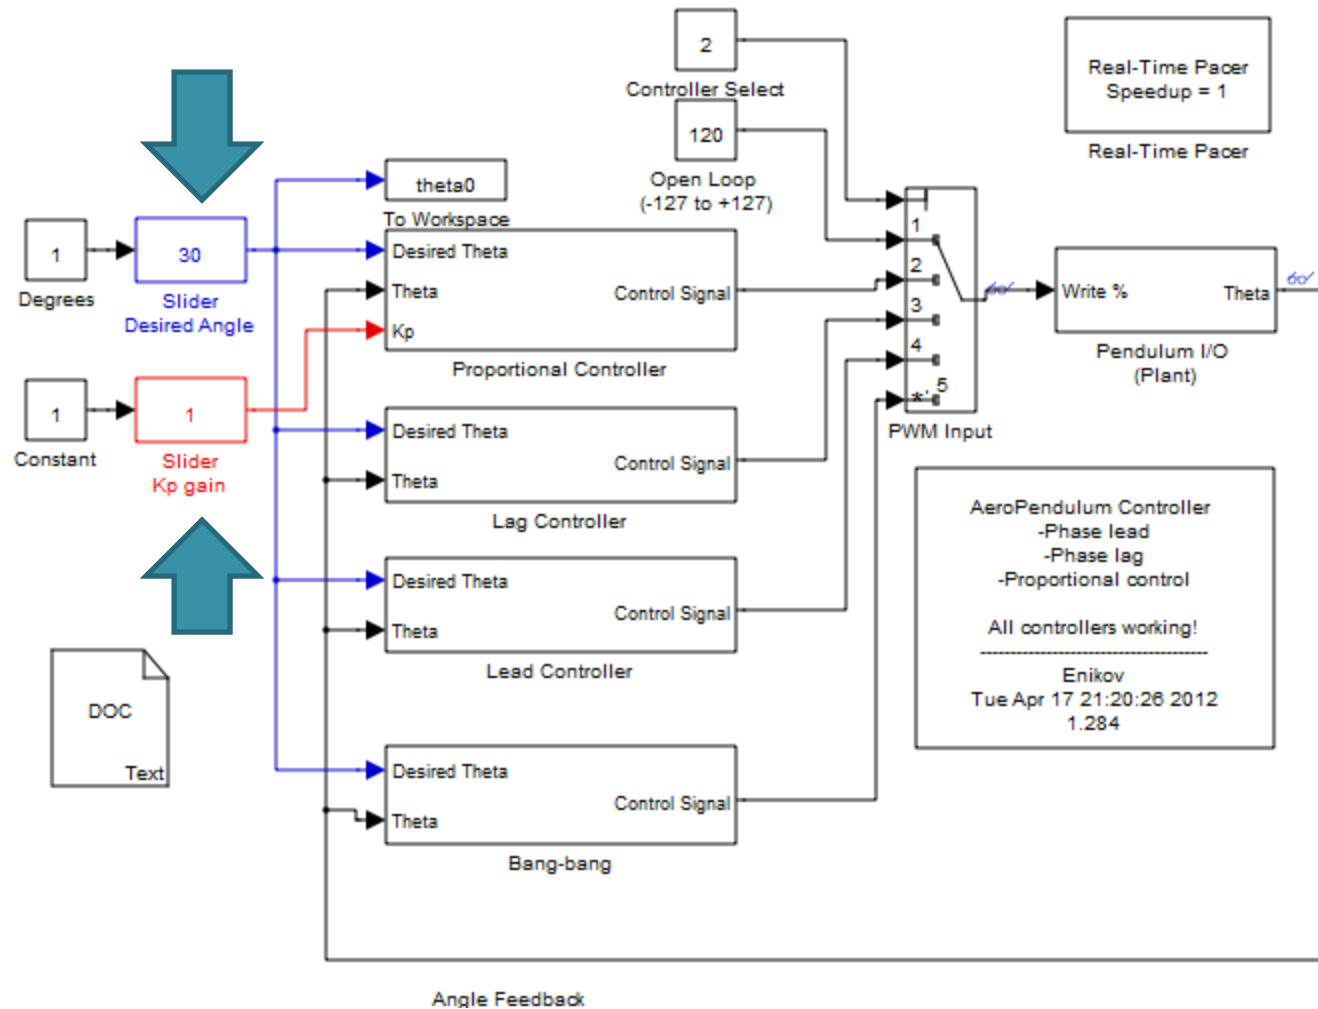 2
Controller Select
120
Open Loop
(-127 to +127)
Real-Time Pacer
Speedup = 1
Real-Time Pacer
theta0
To Workspace
1
Degrees
30
Slider
Desired Angle
1
Constant
1
Slider
Kp gain
Desired Theta
Theta
Kp
Control Signal
Proportional Controller
Desired Theta
Theta
Control Signal
Lag Controller
Desired Theta
Theta
Control Signal
Lead Controller
Desired Theta
Theta
Control Signal
Bang-bang
1
2
3
4
*
5
PWM Input
Write %
Theta
Pendulum I/O
(Plant)
AeroPendulum Controller
-Phase lead
-Phase lag
-Proportional control
All controllers working!
------------------------------------
Enikov
Tue Apr 17 21:20:26 2012
1.284
DOC
Text
Angle Feedback